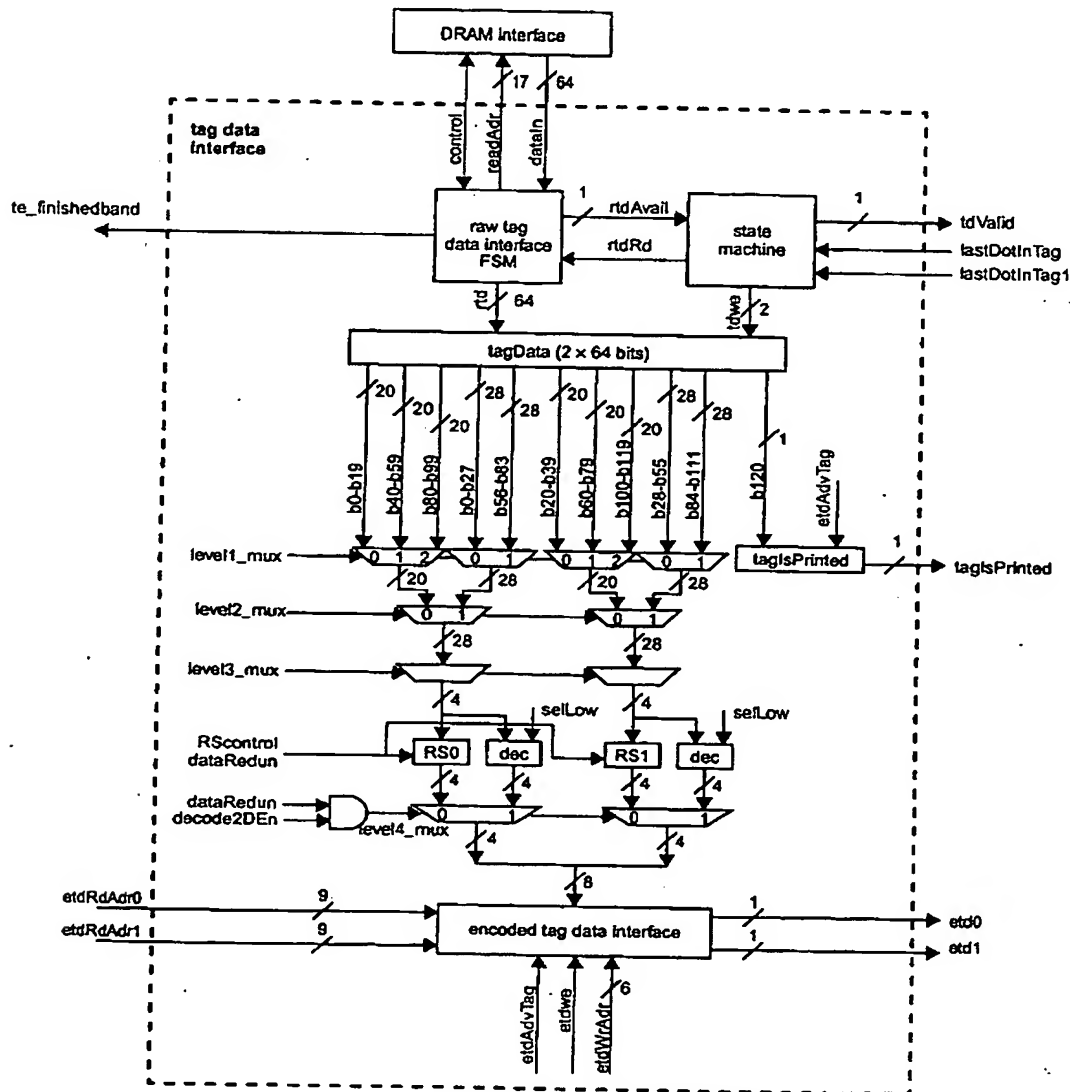 DRAM interface
17
64
tag data
interface
control
readAdr
dataIn
te_finishedband
raw tag
data interface
FSM
1
rtdAvail
rtdRd
state
machine
1
tdValid
lastDotInTag
lastDotInTag1
rtd
64
tdwe
2
tagData (2 × 64 bits)
20
20
20
28
28
20
20
20
28
28
1
b0-b19
b40-b59
b80-b99
b0-b27
b56-b83
b20-b39
b60-b79
b100-b119
b28-b55
b84-b111
b120
etdAdvTag
level1_mux
0 1 2
0 1
0 1 2
0 1
tagIsPrinted
1
tagIsPrinted
20
28
20
28
level2_mux
0 1
0 1
28
28
level3_mux
4
4
selLow
selLow
RScontrol
dataRedun
RS0
dec
RS1
dec
4
4
4
4
dataRedun
decode2DEn
level4_mux
0 1
0 1
4
4
8
etdRdAdr0
9
etdRdAdr1
9
encoded tag data interface
1
etd0
1
etd1
6
etdAdvTag
etdwe
etdWrAdr